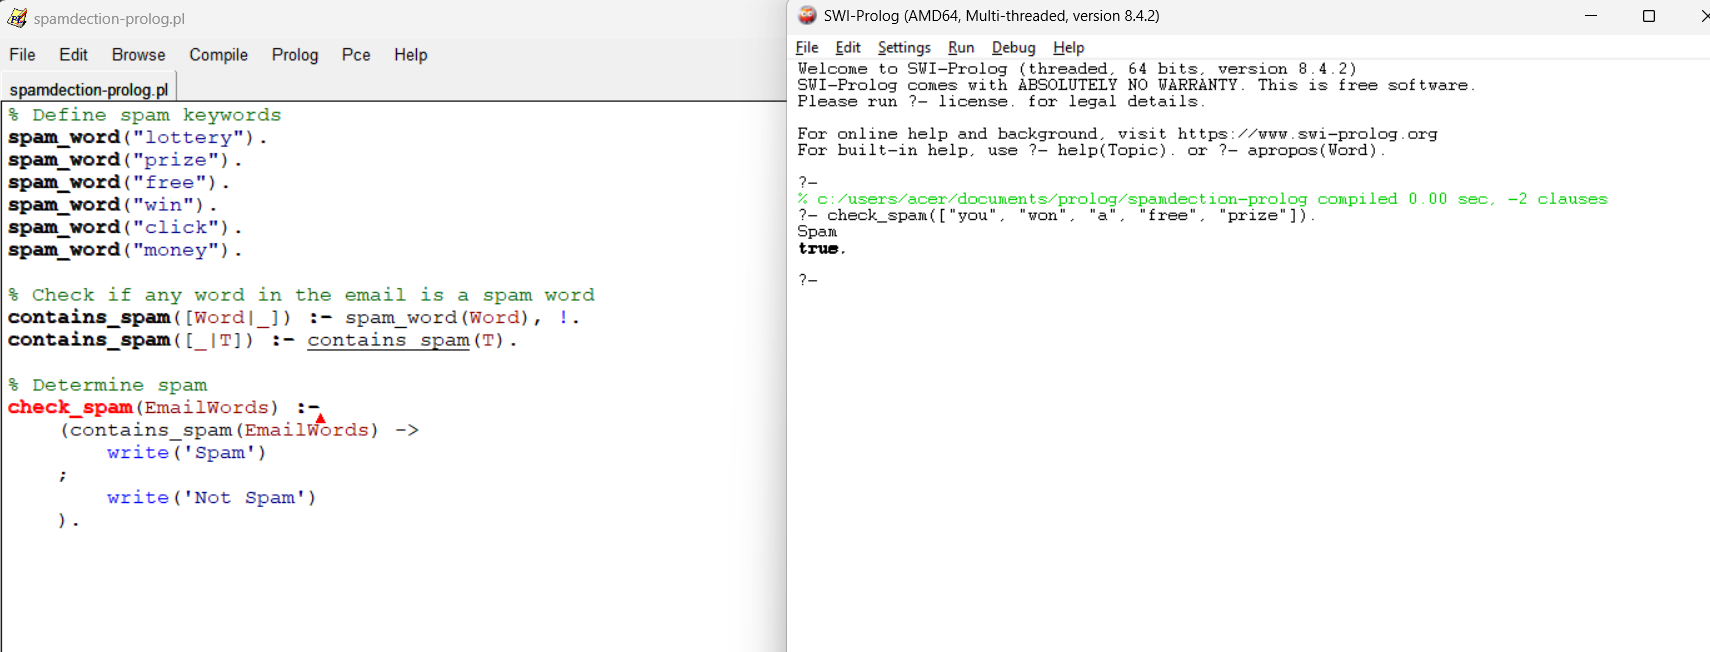 spamdection-prolog.pl
File Edit Browse Compile Prolog Pce Help
spamdection-prolog.pl
% Define spam keywords
spam_word("lottery").
spam_word("prize").
spam_word("free").
spam_word("win").
spam_word("click").
spam_word("money").
% Check if any word in the email is a spam word
contains_spam([Word|_]) :- spam_word(Word), !.
contains_spam([_|T]) :- contains_spam(T).
% Determine spam
check_spam(EmailWords) :-
(contains_spam(EmailWords) ->
write('Spam')
;
write('Not Spam')
).
SWI-Prolog (AMD64, Multi-threaded, version 8.4.2)
File Edit Settings Run Debug Help
Welcome to SWI-Prolog (threaded, 64 bits, version 8.4.2)
SWI-Prolog comes with ABSOLUTELY NO WARRANTY. This is free software.
Please run ?- license. for legal details.
For online help and background, visit https://www.swi-prolog.org
For built-in help, use ?- help(Topic). or ?- apropos(Word).
?-
% c:/users/acer/documents/prolog/spamdection-prolog compiled 0.00 sec, -2 clauses
?- check_spam(["you", "won", "a", "free", "prize"]).
Spam
true.
?-